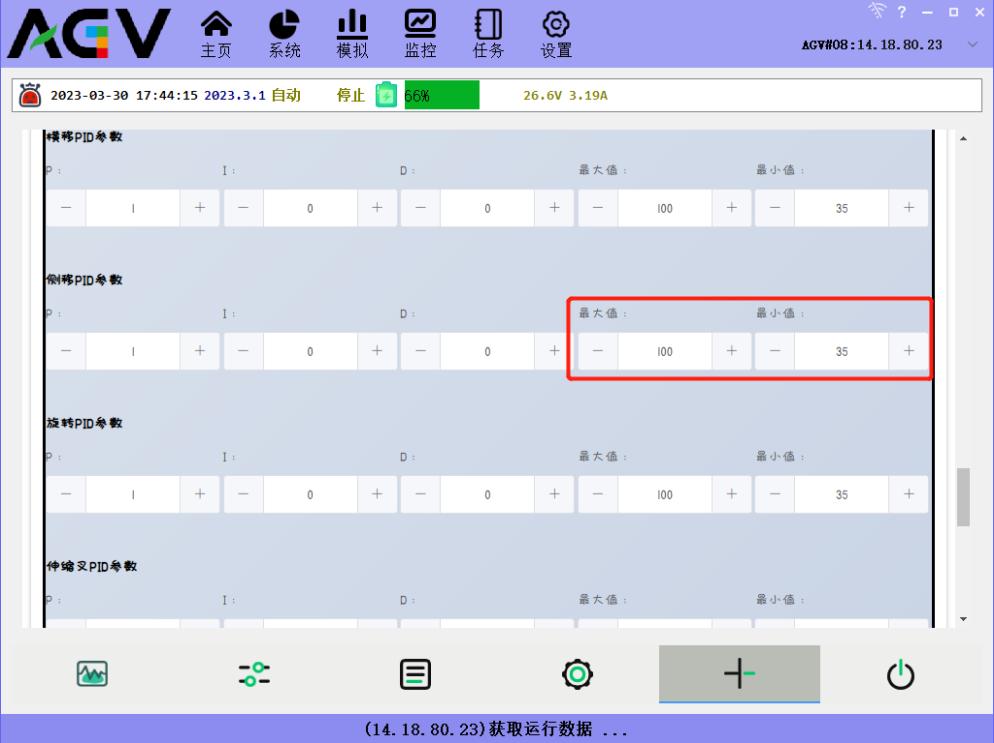 AGV
主页 系统 模拟 监控 任务 设置
?
AGV#08:14.18.80.23
2023-03-30 17:44:15 2023.3.1 自动 停止 66% 26.6V 3.19A
横移PID参数
P : I : D : 最大值 : 最小值 :
— 1 + — 0 + — 0 + — 100 + — 35 +
侧移PID参数
P : I : D : 最大值 : 最小值 :
— 1 + — 0 + — 0 + — 100 + — 35 +
旋转PID参数
P : I : D : 最大值 : 最小值 :
— 1 + — 0 + — 0 + — 100 + — 35 +
伸缩叉PID参数
P : I : D : 最大值 : 最小值 :
(14.18.80.23)获取运行数据 ...